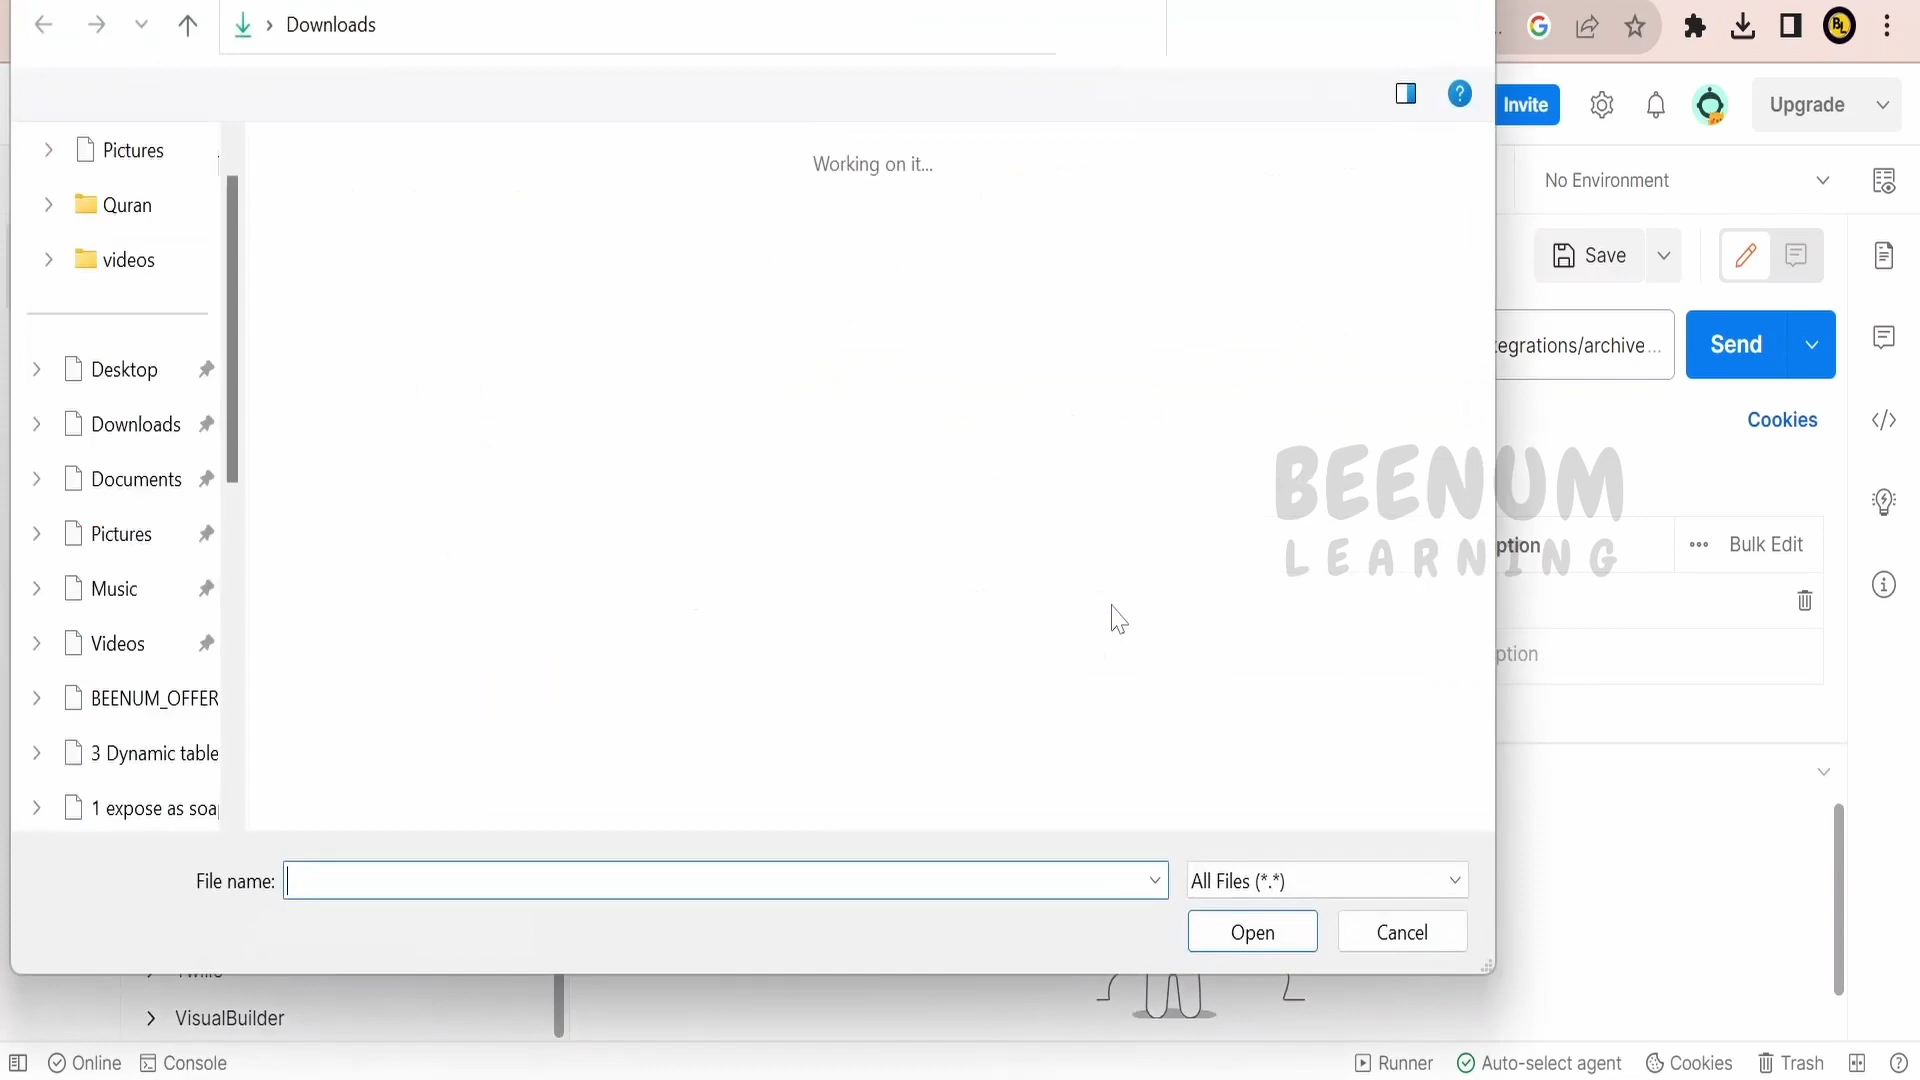 Downloads
BL
?
Invite
Upgrade
Pictures
Working on it...
Quran
No Environment
videos
Save
tegrations/archive...
Send
Desktop
Downloads
Cookies
Documents
BEENUM
LEARNING
ption
Bulk Edit
Pictures
Music
Videos
ption
BEENUM_OFFER
3 Dynamic table
1 expose as soa
File name:
All Files (*.*)
Open
Cancel
VisualBuilder
Online
Console
Runner
Auto-select agent
Cookies
Trash